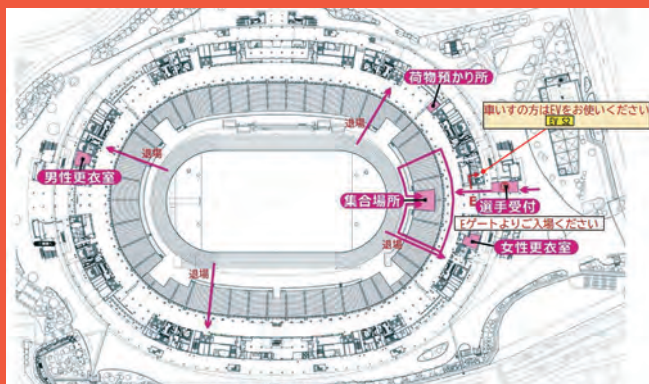 荷物預かり所
車いすの方はEVをお使いください
EV S2
退場
退場
男性更衣室
集合場所
選手受付
E
Eゲートよりご入場ください
女性更衣室
退場
退場